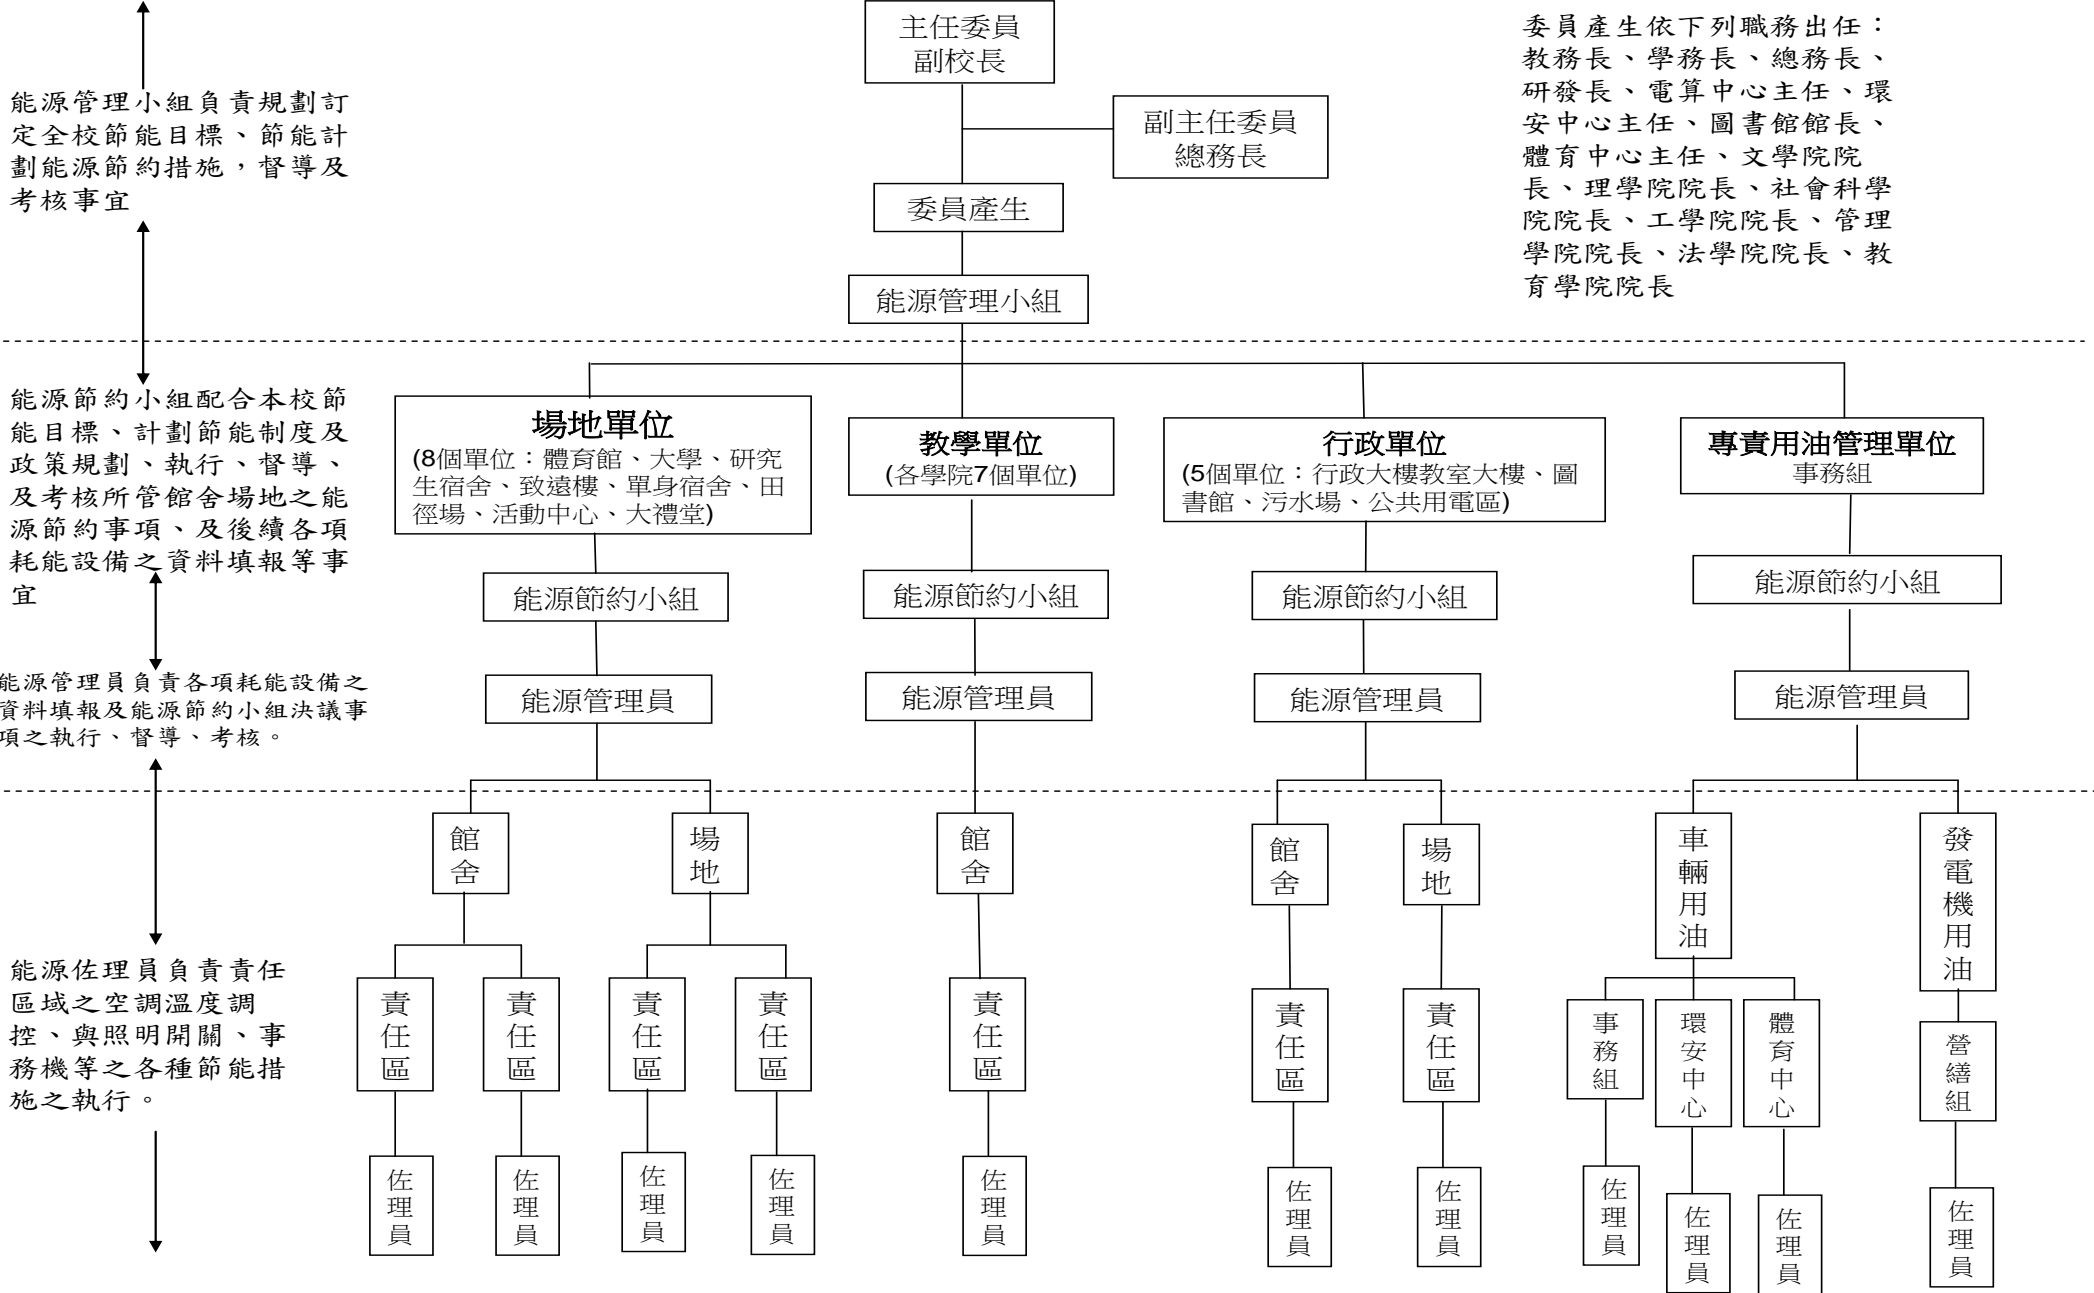 主任委員
副校長
副主任委員
總務長
委員產生
能源管理小組
委員產生依下列職務出任：
教務長、學務長、總務長、
研發長、電算中心主任、環
安中心主任、圖書館館長、
體育中心主任、文學院院
長、理學院院長、社會科學
院院長、工學院院長、管理
學院院長、法學院院長、教
育學院院長
能源管理小組負責規劃訂
定全校節能目標、節能計
劃能源節約措施，督導及
考核事宜
能源節約小組配合本校節
能目標、計劃節能制度及
政策規劃、執行、督導、
及考核所管館舍場地之能
源節約事項、及後續各項
耗能設備之資料填報等事
宜
場地單位
(8個單位：體育館、大學、研究
生宿舍、致遠樓、單身宿舍、田
徑場、活動中心、大禮堂)
教學單位
(各學院7個單位)
行政單位
(5個單位：行政大樓教室大樓、圖
書館、污水場、公共用電區)
專責用油管理單位
事務組
能源節約小組
能源節約小組
能源節約小組
能源節約小組
能源管理員負責各項耗能設備之
資料填報及能源節約小組決議事
項之執行、督導、考核。
能源管理員
能源管理員
能源管理員
能源管理員
館舍
場地
館舍
館舍
場地
車輛用油
發電機用油
能源佐理員負責責任
區域之空調溫度調
控、與照明開關、事
務機等之各種節能措
施之執行。
責任區
責任區
責任區
責任區
責任區
責任區
責任區
事務組
環安中心
體育中心
營繕組
佐理員
佐理員
佐理員
佐理員
佐理員
佐理員
佐理員
佐理員
佐理員
佐理員
佐理員